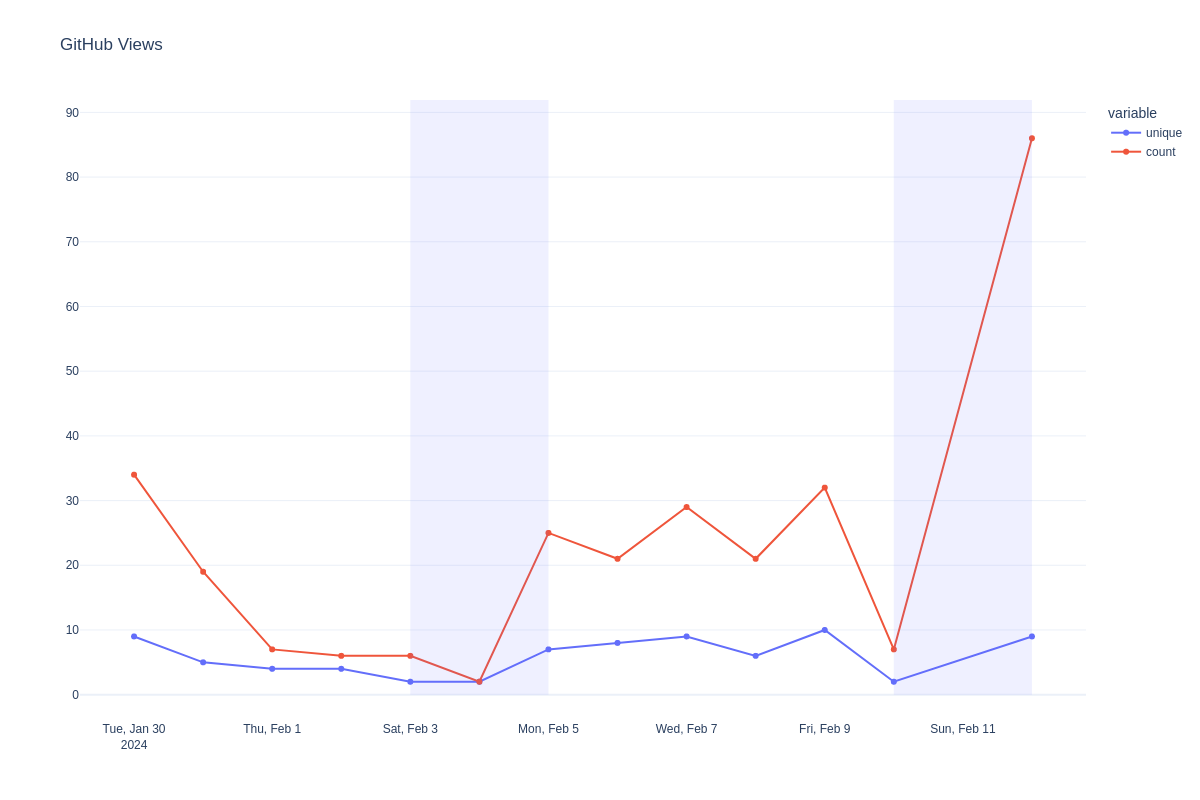 GitHub Views
90
80
70
60
50
40
30
20
10
0
Tue, Jan 30
2024
Thu, Feb 1
Sat, Feb 3
Mon, Feb 5
Wed, Feb 7
Fri, Feb 9
Sun, Feb 11
variable
unique
count